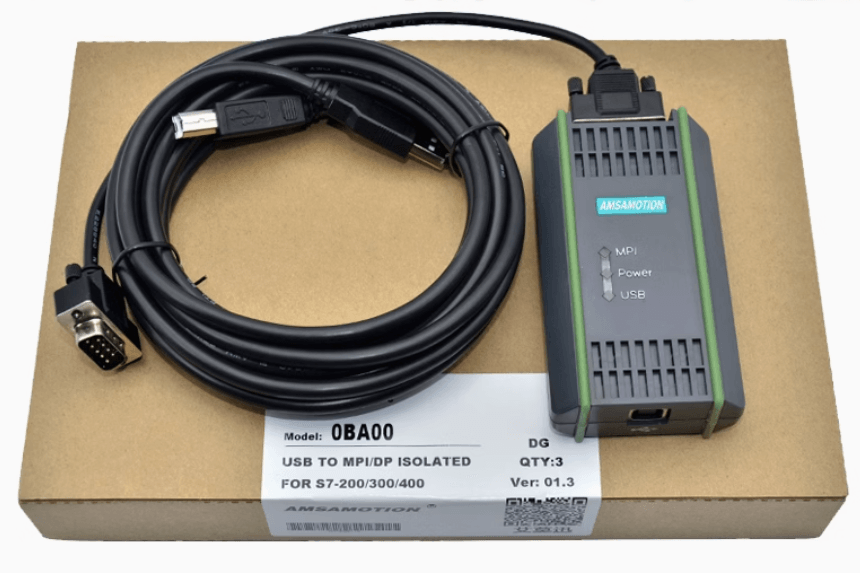 AMSAMOTION
MPI
Power
USB
Model: 0BA00
USB TO MPI/DP ISOLATED
FOR S7-200/300/400
DG
QTY:3
Ver: 01.3
AMSAMOTION ®